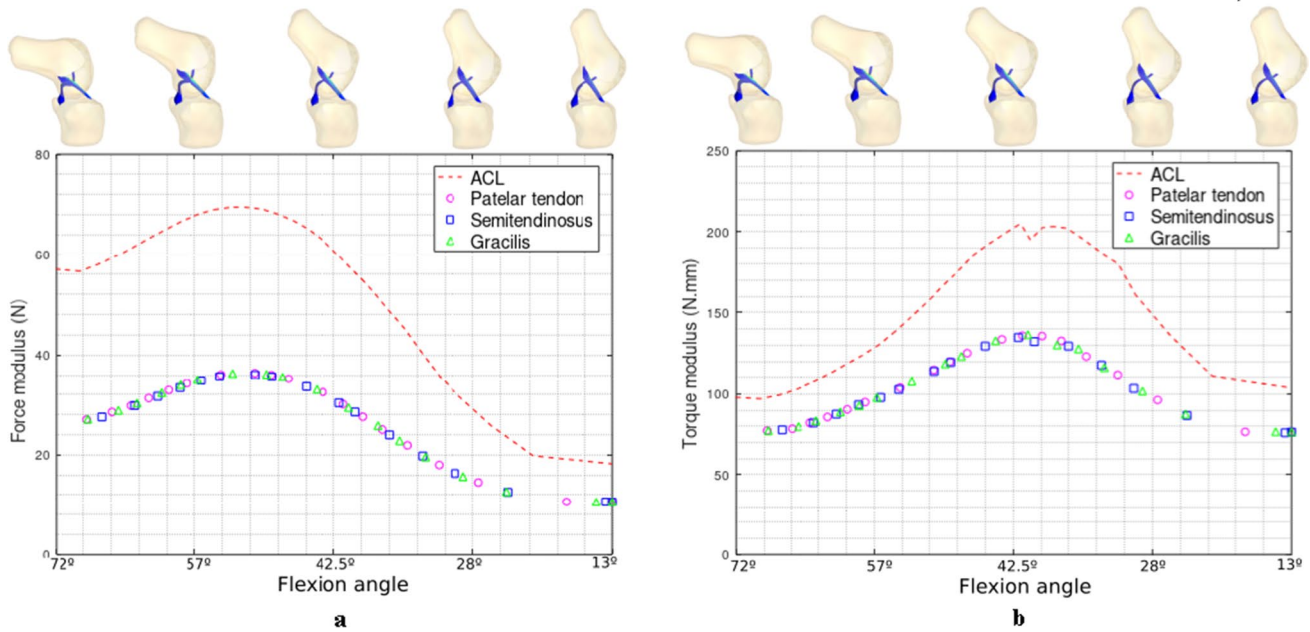 80
60
40
20
0
Force modulus (N)
ACL
Patelar tendon
Semitendinosus
Gracilis
72º 57º 42.5º 28º 13º
Flexion angle
a
250
200
150
100
50
0
Torque modulus (N.mm)
ACL
Patelar tendon
Semitendinosus
Gracilis
72º 57º 42.5º 28º 13º
Flexion angle
b